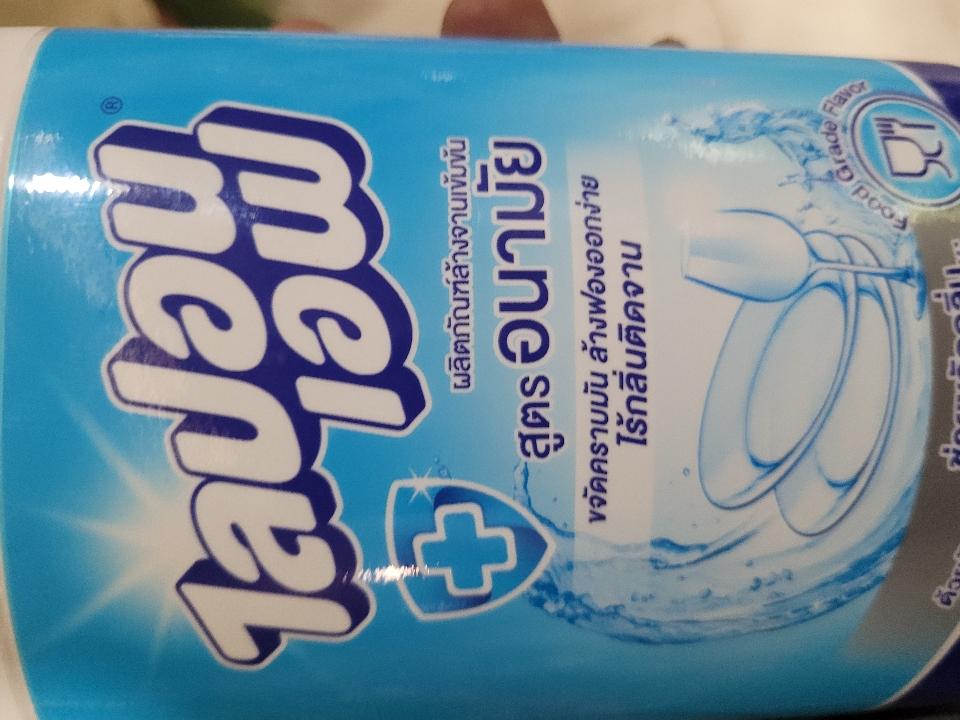 ไลปอนเอฟ
®
ผลิตภัณฑ์ล้างจานเข้มข้น
สูตรอนามัย
ขจัดคราบมัน ล้างฟองออกง่าย
ไร้กลิ่นติดจาน
Food Grade Flavor